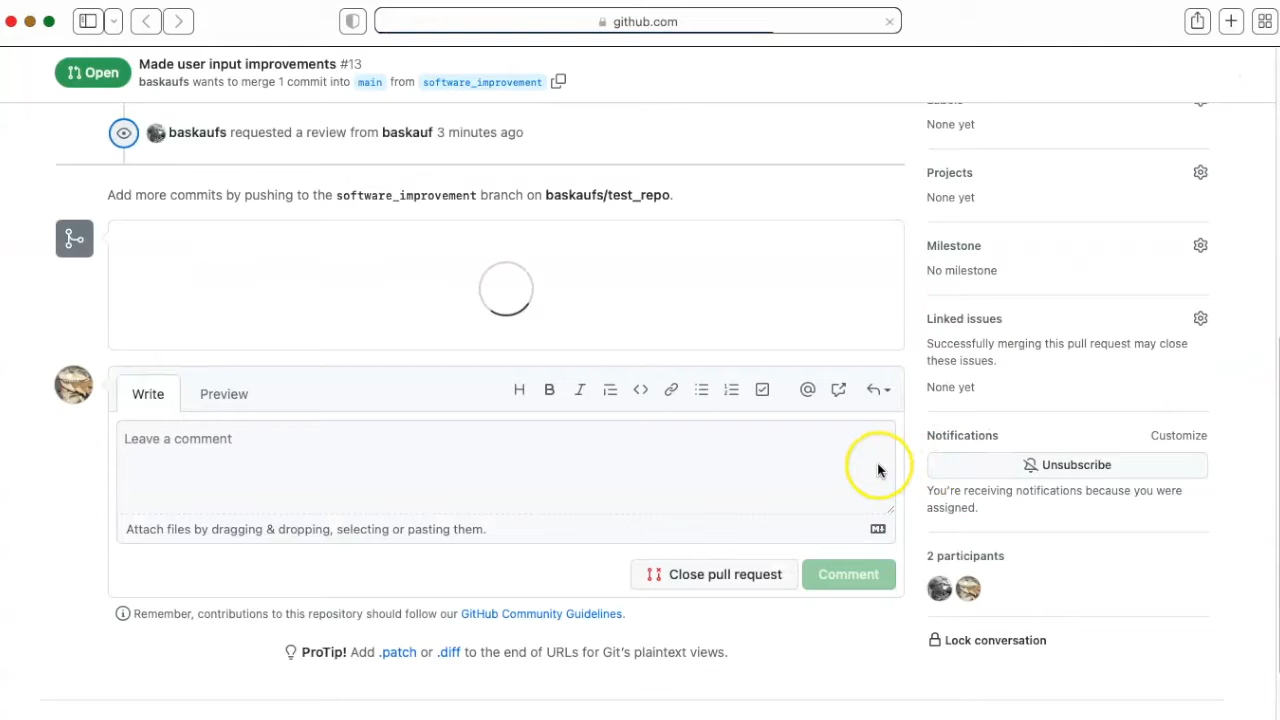 github.com
Open
Made user input improvements #13
baskaufs wants to merge 1 commit into main from software_improvement
baskaufs requested a review from baskauf 3 minutes ago
Add more commits by pushing to the software_improvement branch on baskaufs/test_repo.
Write
Preview
Leave a comment
Attach files by dragging & dropping, selecting or pasting them.
Close pull request
Comment
Remember, contributions to this repository should follow our GitHub Community Guidelines.
ProTip! Add .patch or .diff to the end of URLs for Git's plaintext views.
None yet
Projects
None yet
Milestone
No milestone
Linked issues
Successfully merging this pull request may close
these issues.
None yet
Notifications
Customize
Unsubscribe
You're receiving notifications because you were
assigned.
2 participants
Lock conversation